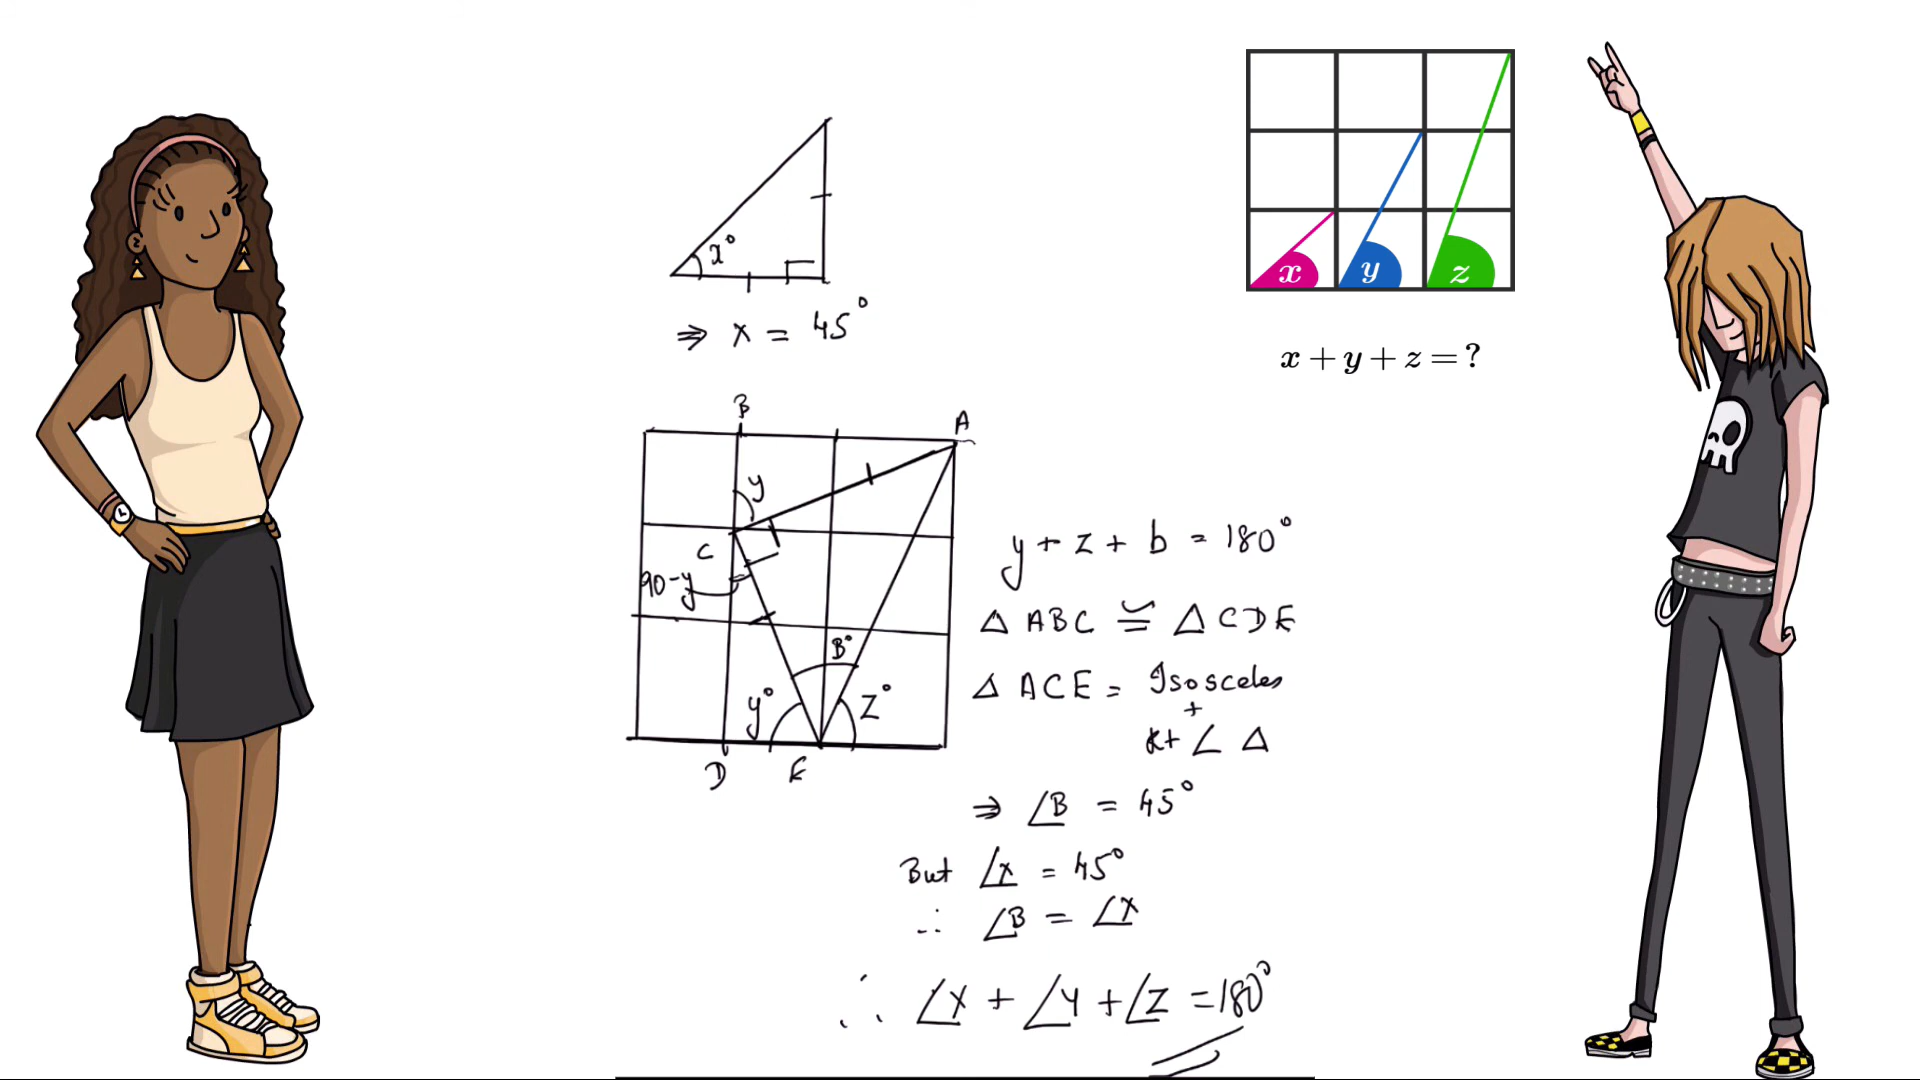 x°
⇒ x = 45°
x y z
x + y + z = ?
B A
y
C
90-y
B°
y° z°
D E
y + z + b = 180°
△ ABC ≅ △ CDE
△ ACE = Isosceles
+
Rt ∠ △
⇒ ∠B = 45°
But ∠x = 45°
∴ ∠B = ∠x
∴ ∠x + ∠y + ∠z = 180°